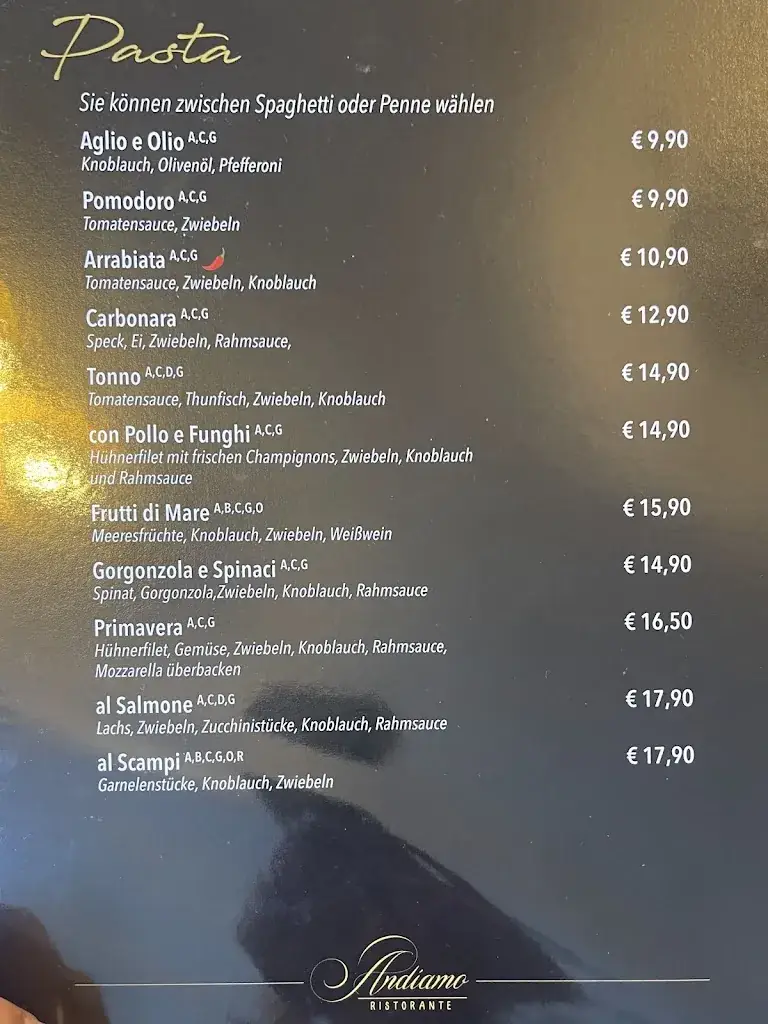 Pasta
Sie können zwischen Spaghetti oder Penne wählen
Aglio e Olio A,C,G € 9,90
Knoblauch, Olivenöl, Pfefferoni
Pomodoro A,C,G € 9,90
Tomatensauce, Zwiebeln
Arrabiata A,C,G € 10,90
Tomatensauce, Zwiebeln, Knoblauch
Carbonara A,C,G € 12,90
Speck, Ei, Zwiebeln, Rahmsauce,
Tonno A,C,D,G € 14,90
Tomatensauce, Thunfisch, Zwiebeln, Knoblauch
con Pollo e Funghi A,C,G € 14,90
Hühnerfilet mit frischen Champignons, Zwiebeln, Knoblauch
und Rahmsauce
Frutti di Mare A,B,C,G,O € 15,90
Meeresfrüchte, Knoblauch, Zwiebeln, Weißwein
Gorgonzola e Spinaci A,C,G € 14,90
Spinat, Gorgonzola,Zwiebeln, Knoblauch, Rahmsauce
Primavera A,C,G € 16,50
Hühnerfilet, Gemüse, Zwiebeln, Knoblauch, Rahmsauce,
Mozzarella überbacken
al Salmone A,C,D,G € 17,90
Lachs, Zwiebeln, Zucchinistücke, Knoblauch, Rahmsauce
al Scampi A,B,C,G,O,R € 17,90
Garnelenstücke, Knoblauch, Zwiebeln
Andiamo
RISTORANTE